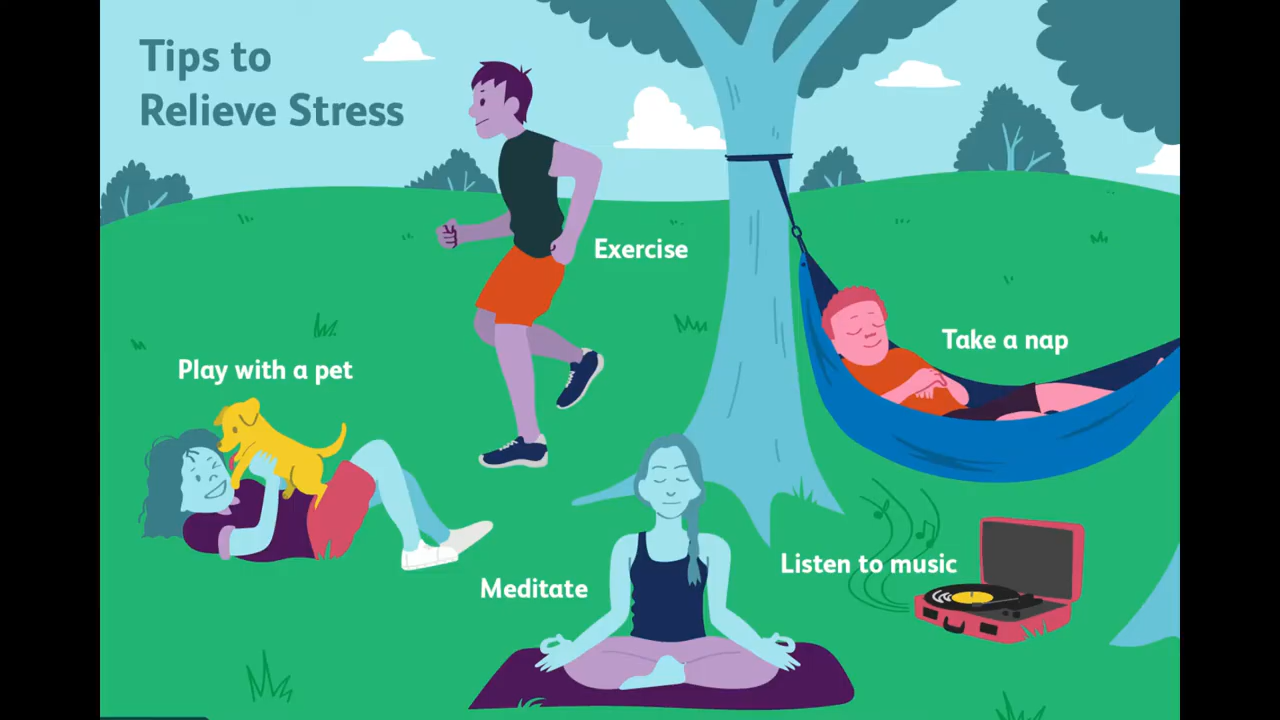 Tips to
Relieve Stress
Exercise
Take a nap
Play with a pet
Listen to music
Meditate